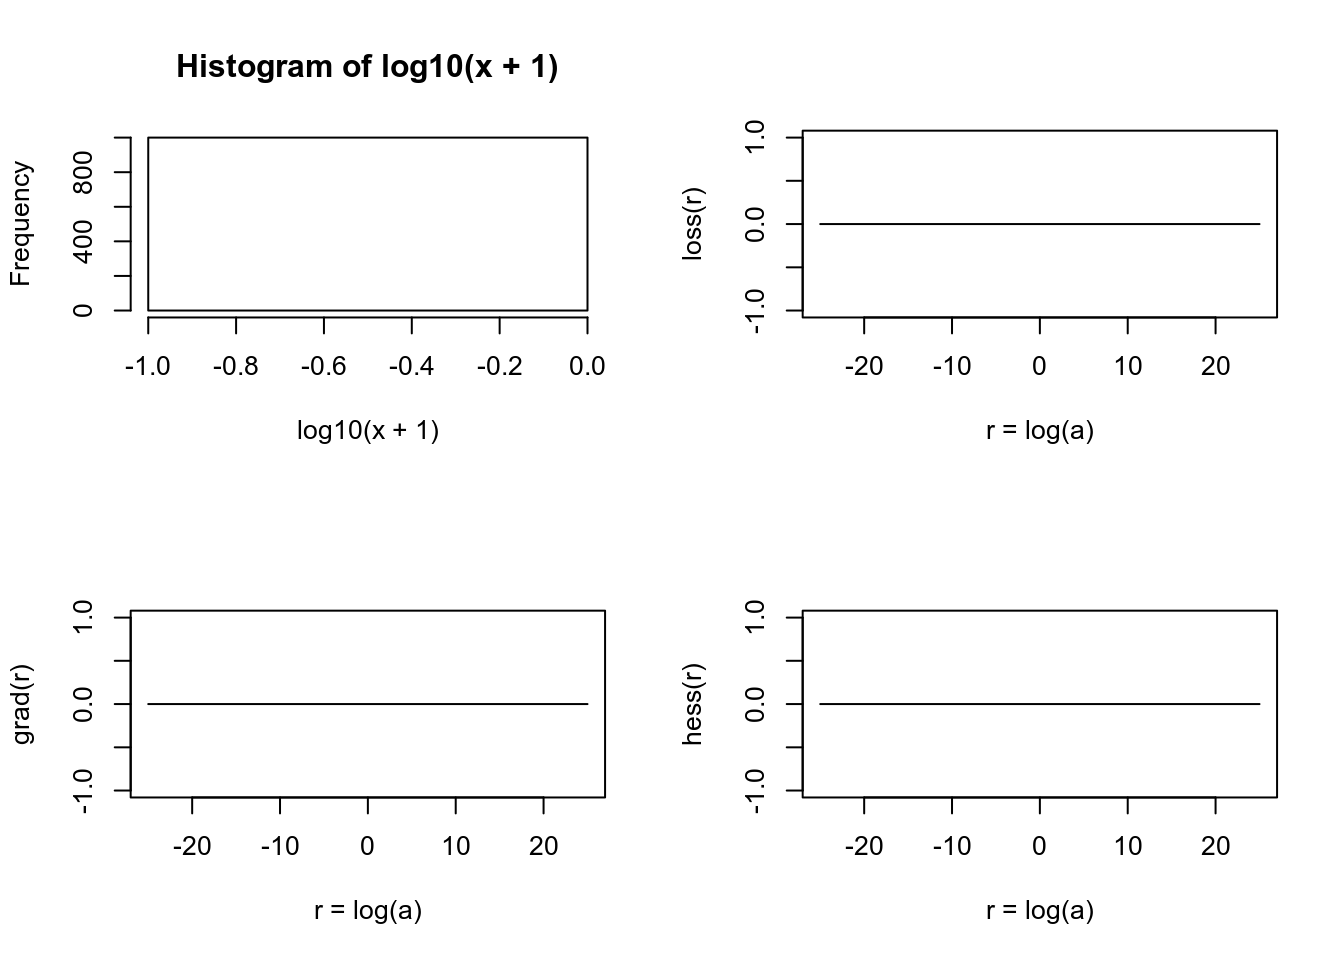 Histogram of log10(x + 1)
Frequency
800
400
0
-1.0 -0.8 -0.6 -0.4 -0.2 0.0
log10(x + 1)
loss(r)
1.0
0.0
-1.0
-20 -10 0 10 20
r = log(a)
grad(r)
1.0
0.0
-1.0
-20 -10 0 10 20
r = log(a)
hess(r)
1.0
0.0
-1.0
-20 -10 0 10 20
r = log(a)